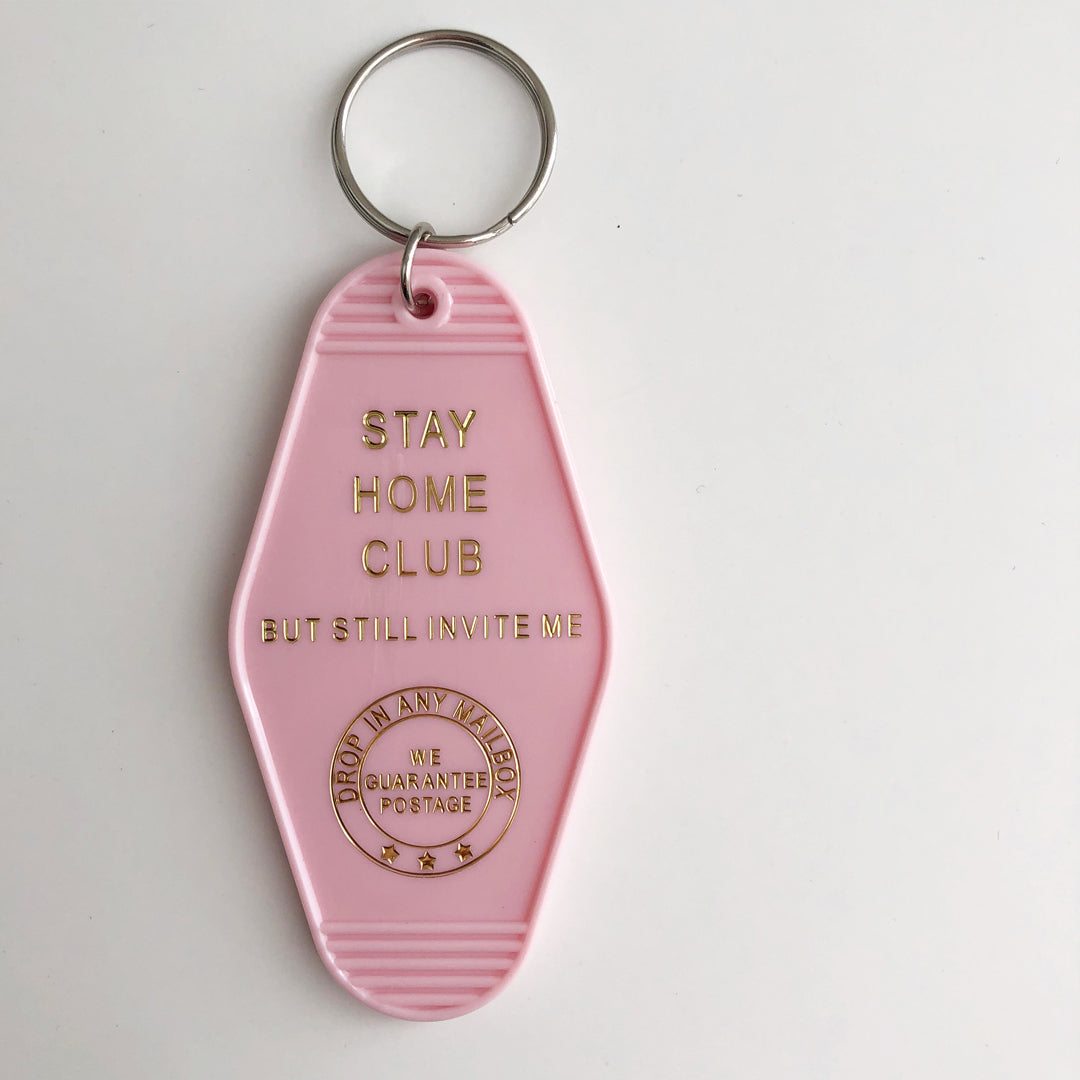 STAY
HOME
CLUB
BUT STILL INVITE ME
DROP IN ANY MAILBOX
WE
GUARANTEE
POSTAGE